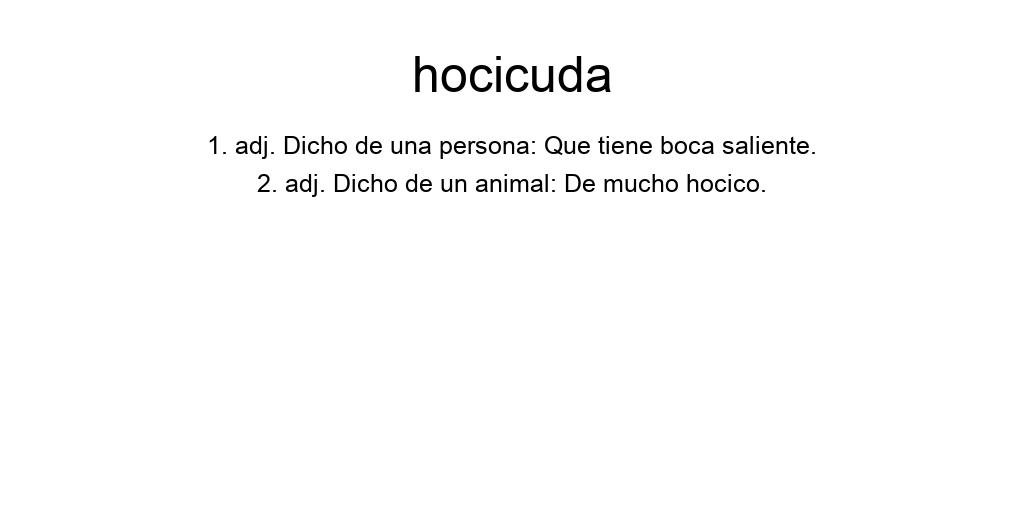 hocicuda
1. adj. Dicho de una persona: Que tiene boca saliente.
2. adj. Dicho de un animal: De mucho hocico.